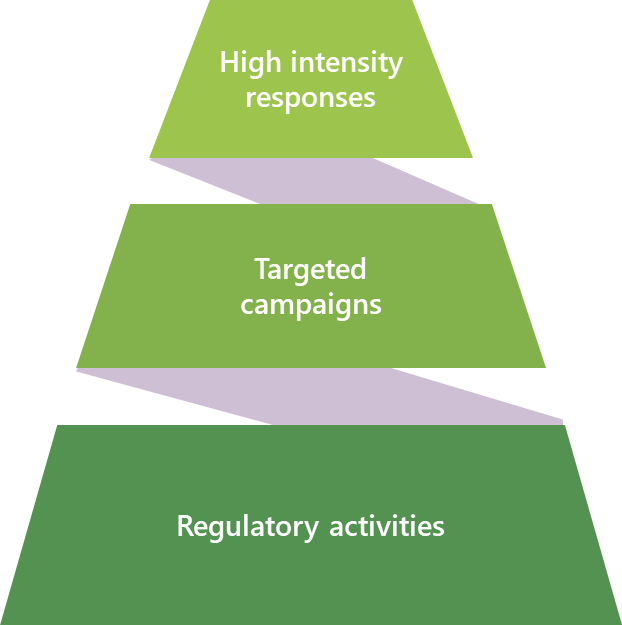 High intensity
responses
Targeted
campaigns
Regulatory activities